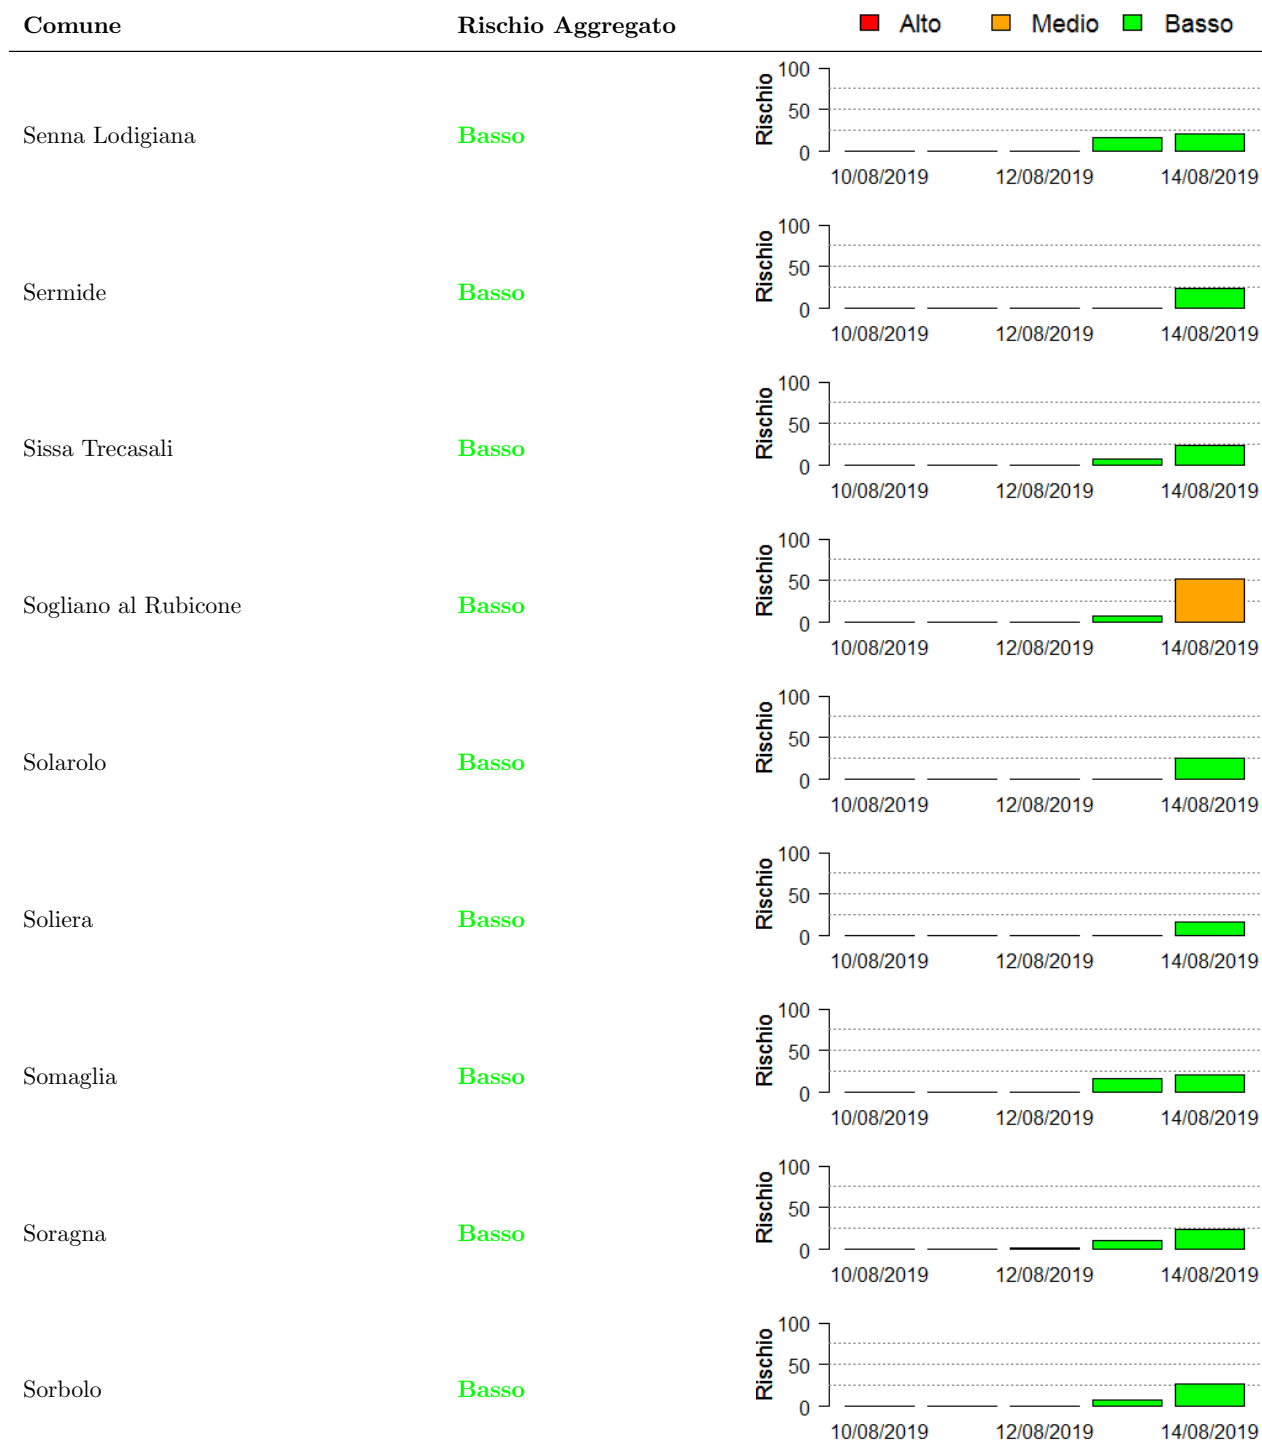 Comune Rischio Aggregato Alto Medio Basso
Senna Lodigiana Basso Rischio 100 50 0
10/08/2019 12/08/2019 14/08/2019
Sermide Basso Rischio 100 50 0
10/08/2019 12/08/2019 14/08/2019
Sissa Trecasali Basso Rischio 100 50 0
10/08/2019 12/08/2019 14/08/2019
Sogliano al Rubicone Basso Rischio 100 50 0
10/08/2019 12/08/2019 14/08/2019
Solarolo Basso Rischio 100 50 0
10/08/2019 12/08/2019 14/08/2019
Soliera Basso Rischio 100 50 0
10/08/2019 12/08/2019 14/08/2019
Somaglia Basso Rischio 100 50 0
10/08/2019 12/08/2019 14/08/2019
Soragna Basso Rischio 100 50 0
10/08/2019 12/08/2019 14/08/2019
Sorbolo Basso Rischio 100 50 0
10/08/2019 12/08/2019 14/08/2019